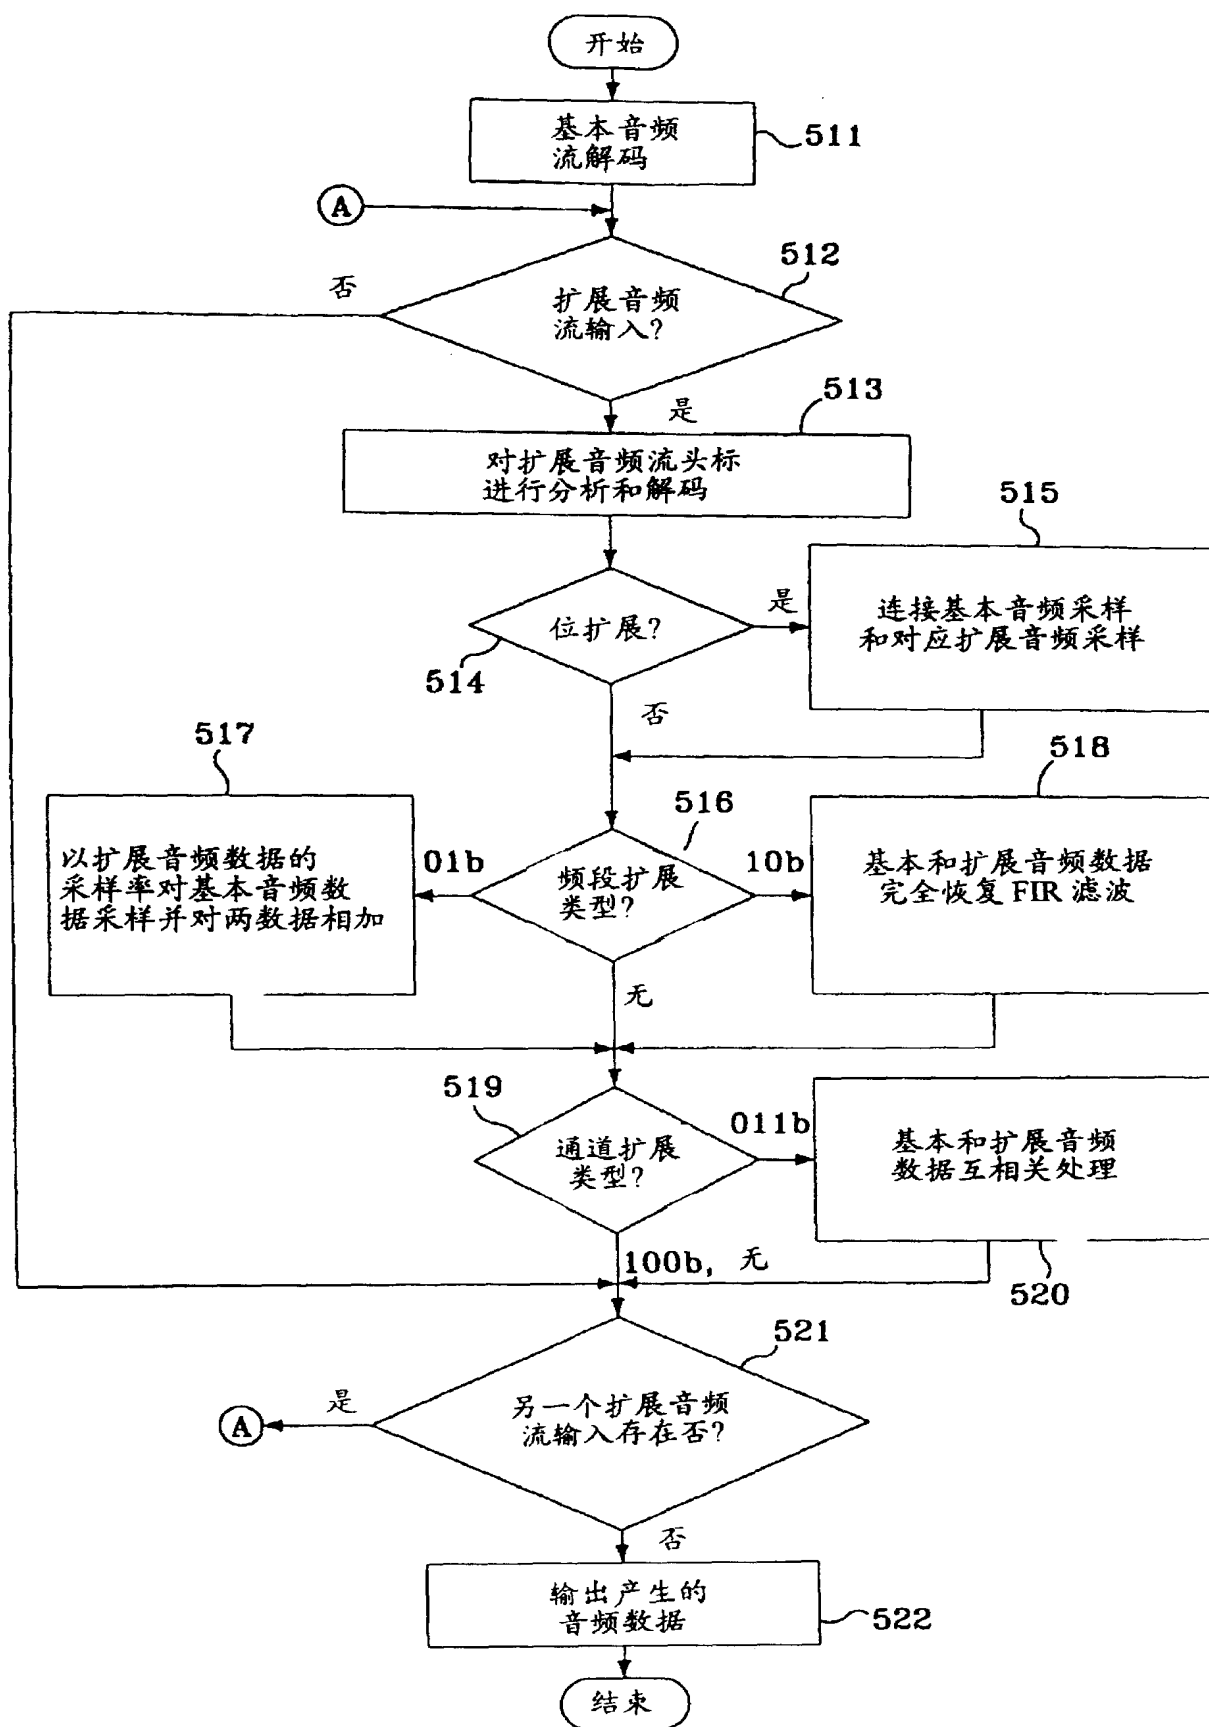 开始
基本音频
流解码
511
A
512
否
扩展音频
流输入?
是
513
对扩展音频流头标
进行分析和解码
515
位扩展?
是
连接基本音频采样
和对应扩展音频采样
514
否
517
518
516
以扩展音频数据的
采样率对基本音频数
据采样并对两数据相加
01b
频段扩展
类型?
10b
基本和扩展音频数据
完全恢复FIR滤波
无
519
通道扩展
类型?
011b
基本和扩展音频
数据互相关处理
100b, 无
520
521
A
是
另一个扩展音频
流输入存在否?
否
输出产生的
音频数据
522
结束